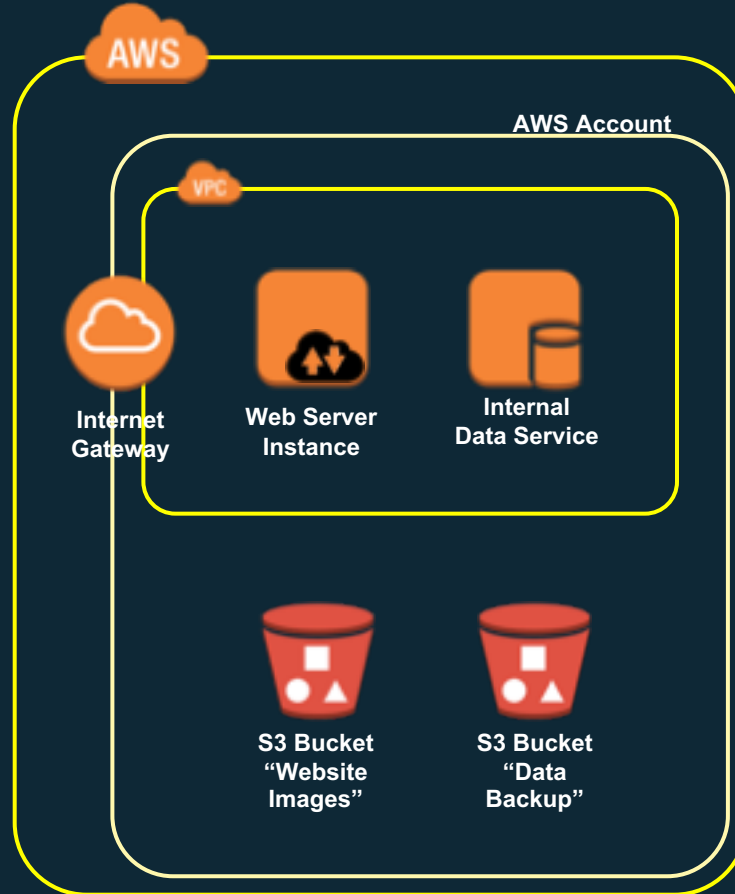 AWS
AWS Account
VPC
Internet
Gateway
Web Server
Instance
Internal
Data Service
S3 Bucket
“Website
Images”
S3 Bucket
“Data
Backup”